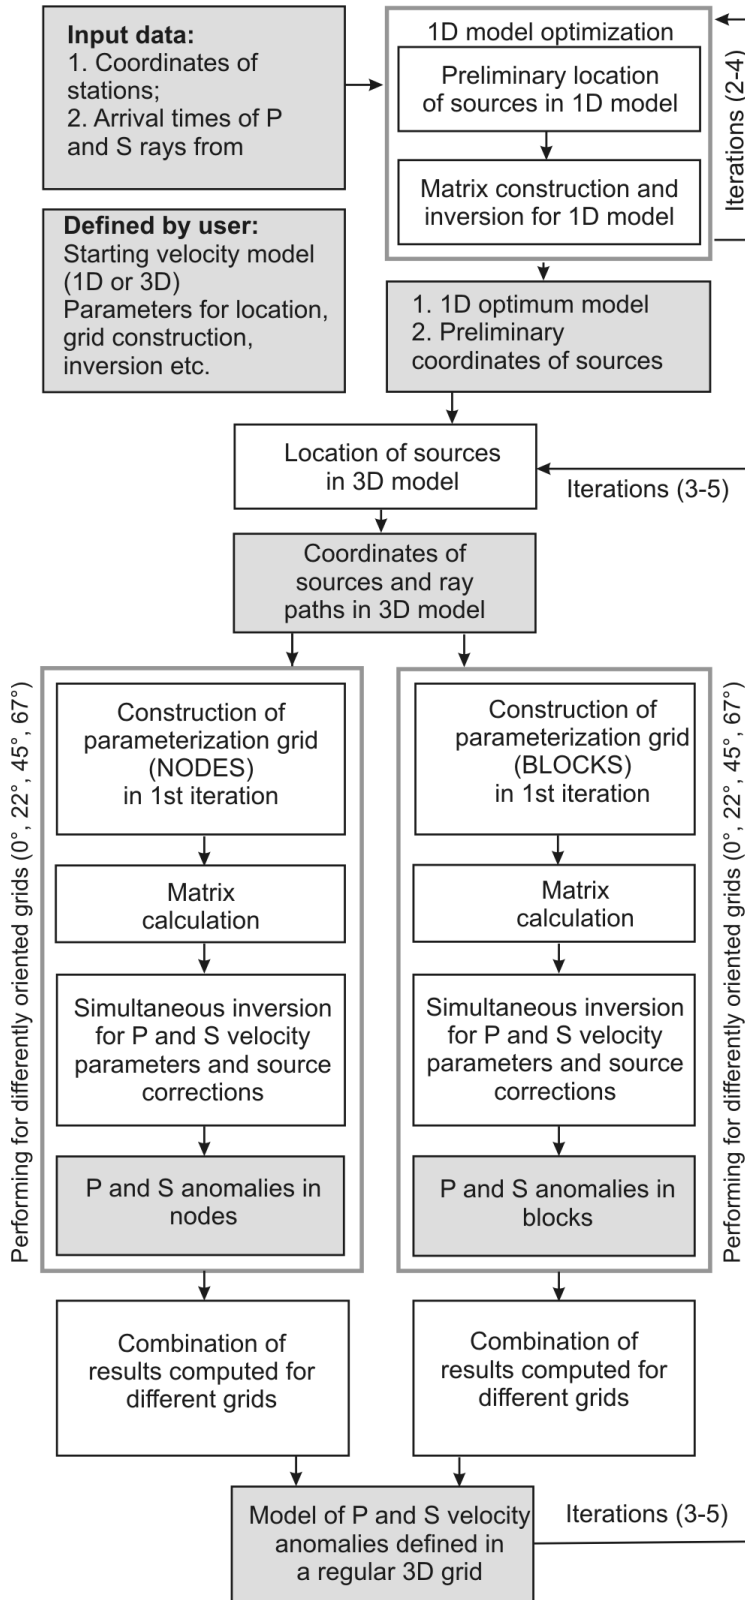 Input data:
1. Coordinates of
stations;
2. Arrival times of P
and S rays from
Defined by user:
Starting velocity model
(1D or 3D)
Parameters for location,
grid construction,
inversion etc.
1D model optimization
Preliminary location
of sources in 1D model
Matrix construction and
inversion for 1D model
Iterations (2-4)
1. 1D optimum model
2. Preliminary
coordinates of sources
Location of sources
in 3D model
Iterations (3-5)
Coordinates of
sources and ray
paths in 3D model
Performing for differently oriented grids (0°, 22°, 45°, 67°)
Construction of
parameterization grid
(NODES)
in 1st iteration
Matrix
calculation
Simultaneous inversion
for P and S velocity
parameters and source
corrections
P and S anomalies in
nodes
Combination of
results computed for
different grids
Construction of
parameterization grid
(BLOCKS)
in 1st iteration
Matrix
calculation
Simultaneous inversion
for P and S velocity
parameters and source
corrections
P and S anomalies in
blocks
Combination of
results computed for
different grids
Performing for differently oriented grids (0°, 22°, 45°, 67°)
Model of P and S velocity
anomalies defined in
a regular 3D grid
Iterations (3-5)